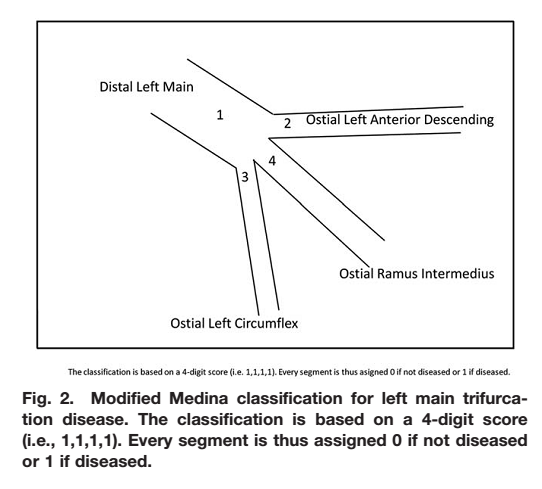 Distal Left Main
1
2
Ostial Left Anterior Descending
4
3
Ostial Ramus Intermedius
Ostial Left Circumflex
The classification is based on a 4-digit score (i.e. 1,1,1,1). Every segment is thus asigned 0 if not diseased or 1 if diseased.
Fig. 2. Modified Medina classification for left main trifurca-
tion disease. The classification is based on a 4-digit score
(i.e., 1,1,1,1). Every segment is thus assigned 0 if not diseased
or 1 if diseased.